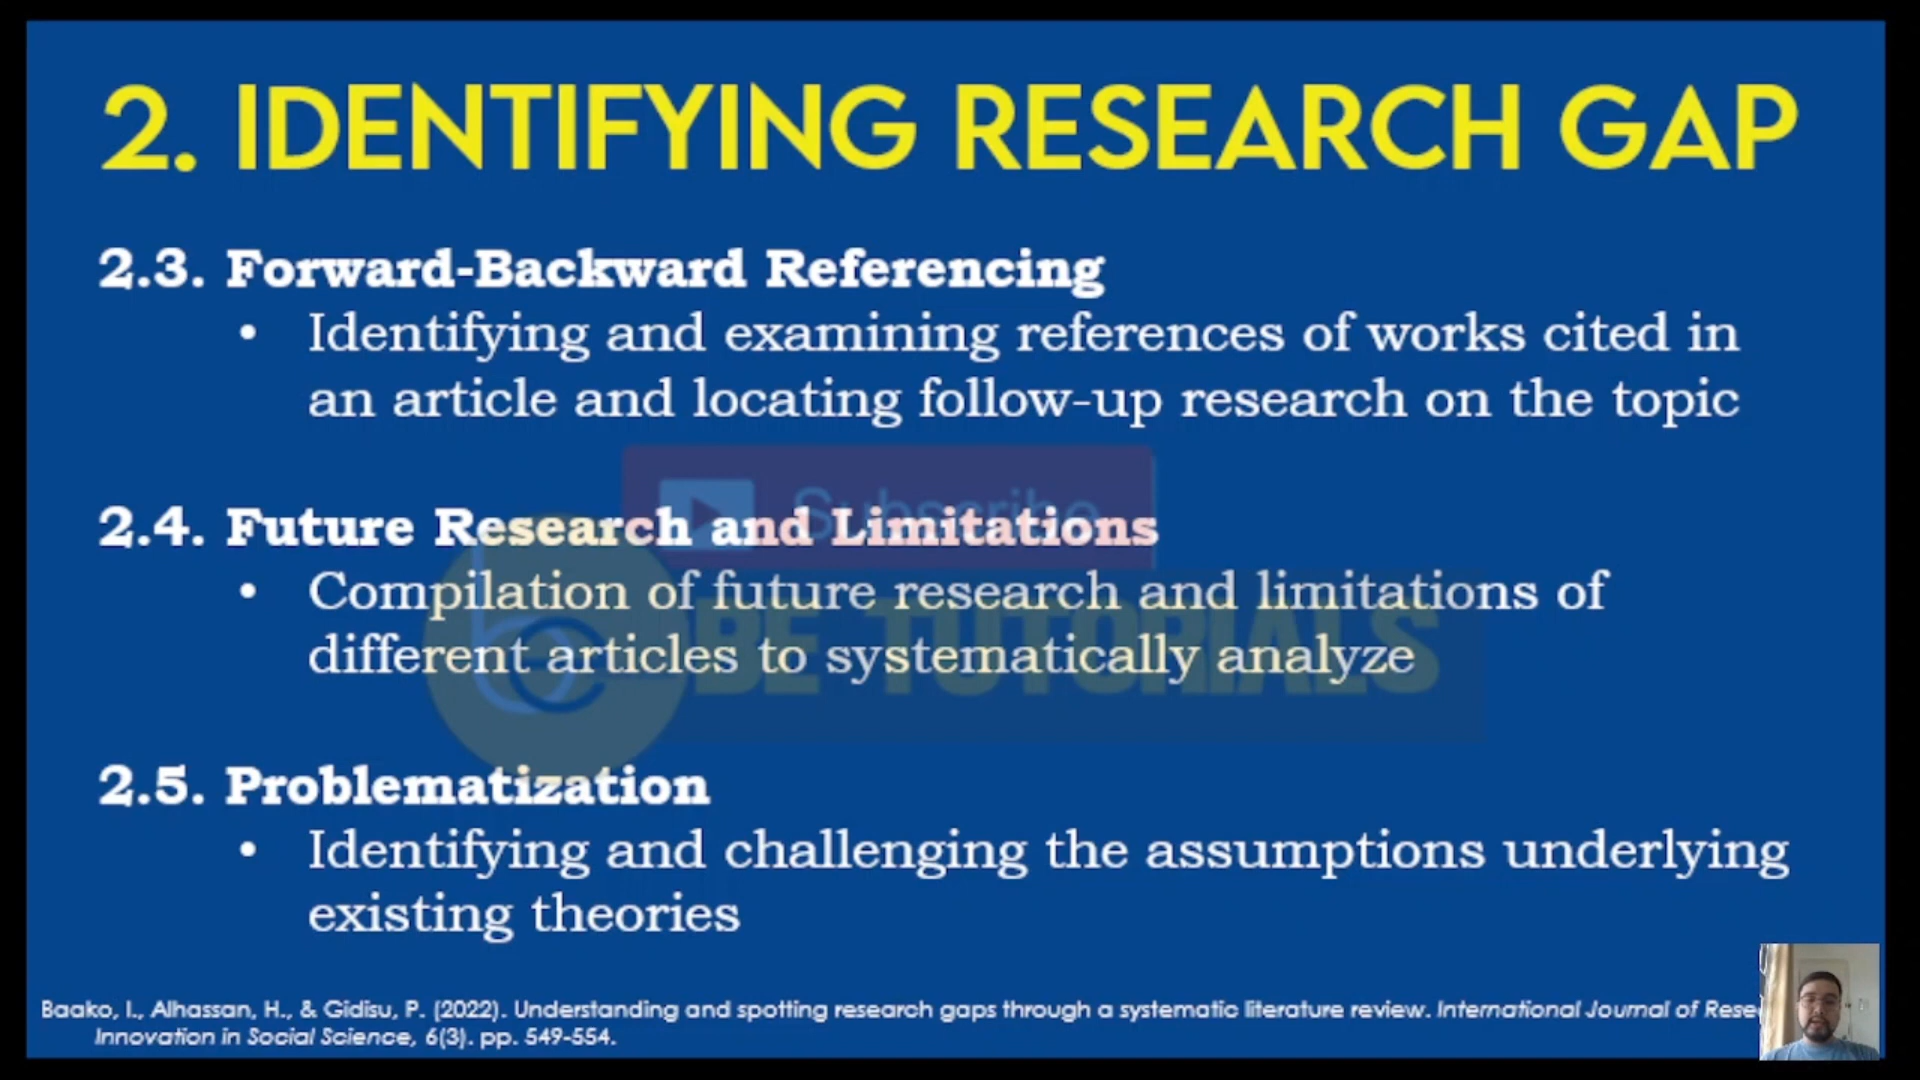 2. IDENTIFYING RESEARCH GAP
2.3. Forward-Backward Referencing
• Identifying and examining references of works cited in
an article and locating follow-up research on the topic
Subscribe
2.4. Future Research and Limitations
• Compilation of future research and limitations of
BE TUTORIALS
different articles to systematically analyze
2.5. Problematization
• Identifying and challenging the assumptions underlying
existing theories
Baako, I., Alhassan, H., & Gidisu, P. (2022). Understanding and spotting research gaps through a systematic literature review. International Journal of Rese
Innovation in Social Science, 6(3). pp. 549-554.